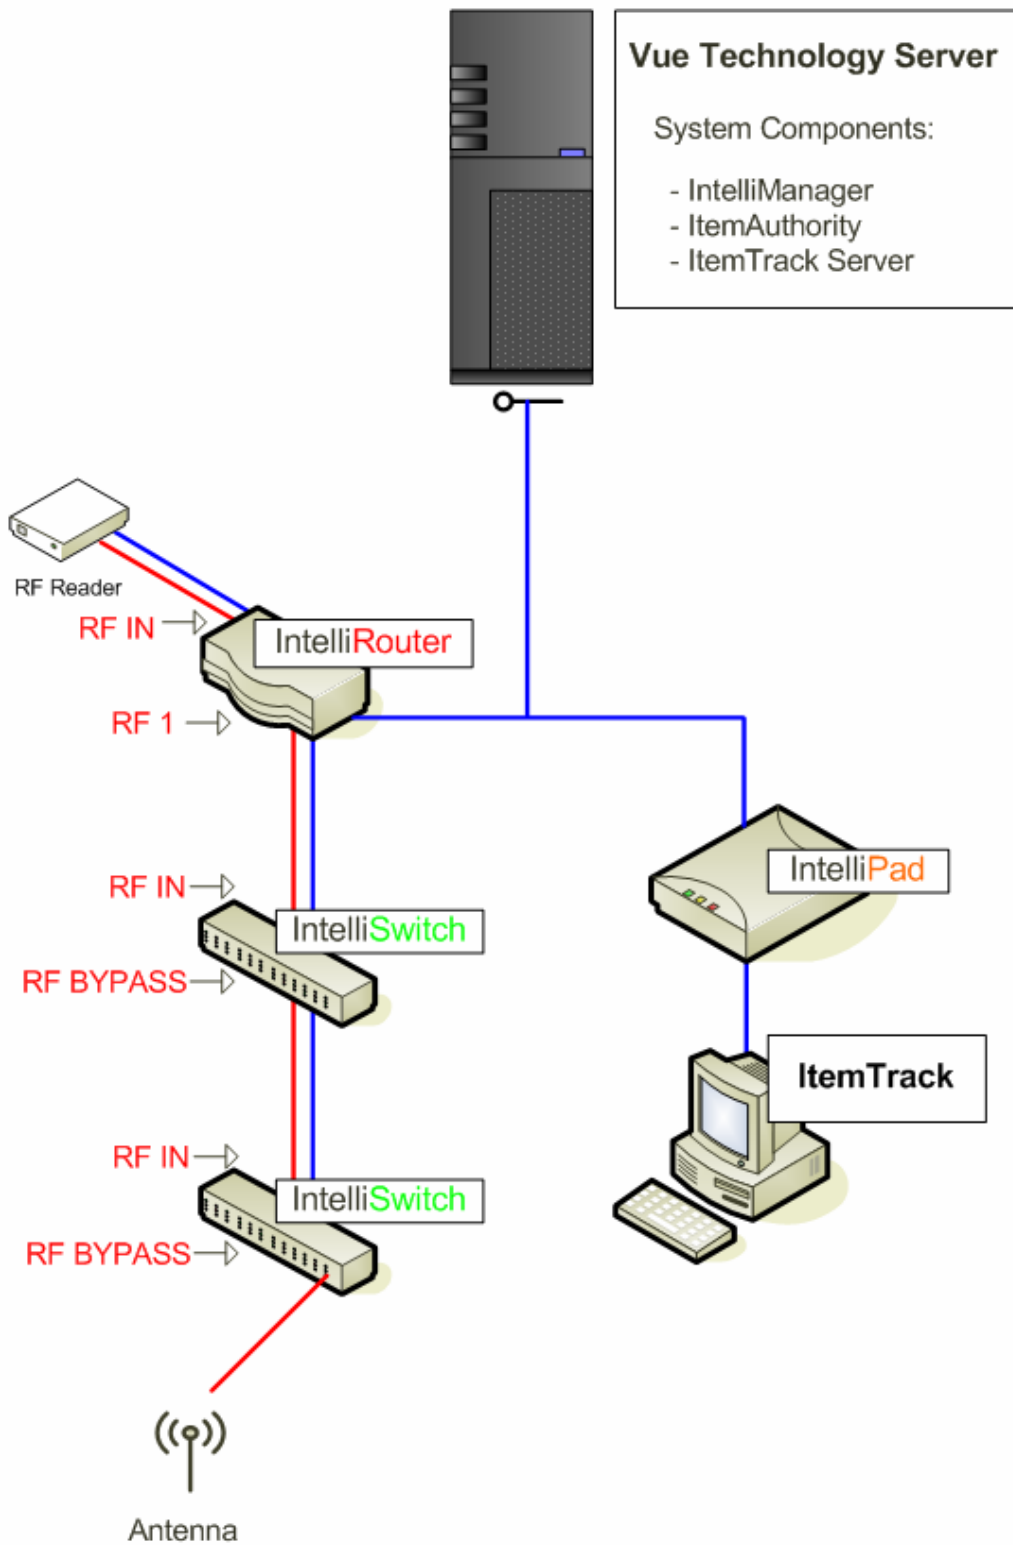 Vue Technology Server
System Components:
- IntelliManager
- ItemAuthority
- ItemTrack Server
RF Reader
RF IN
IntelliRouter
RF 1
IntelliPad
RF IN
IntelliSwitch
RF BYPASS
ItemTrack
RF IN
IntelliSwitch
RF BYPASS
Antenna